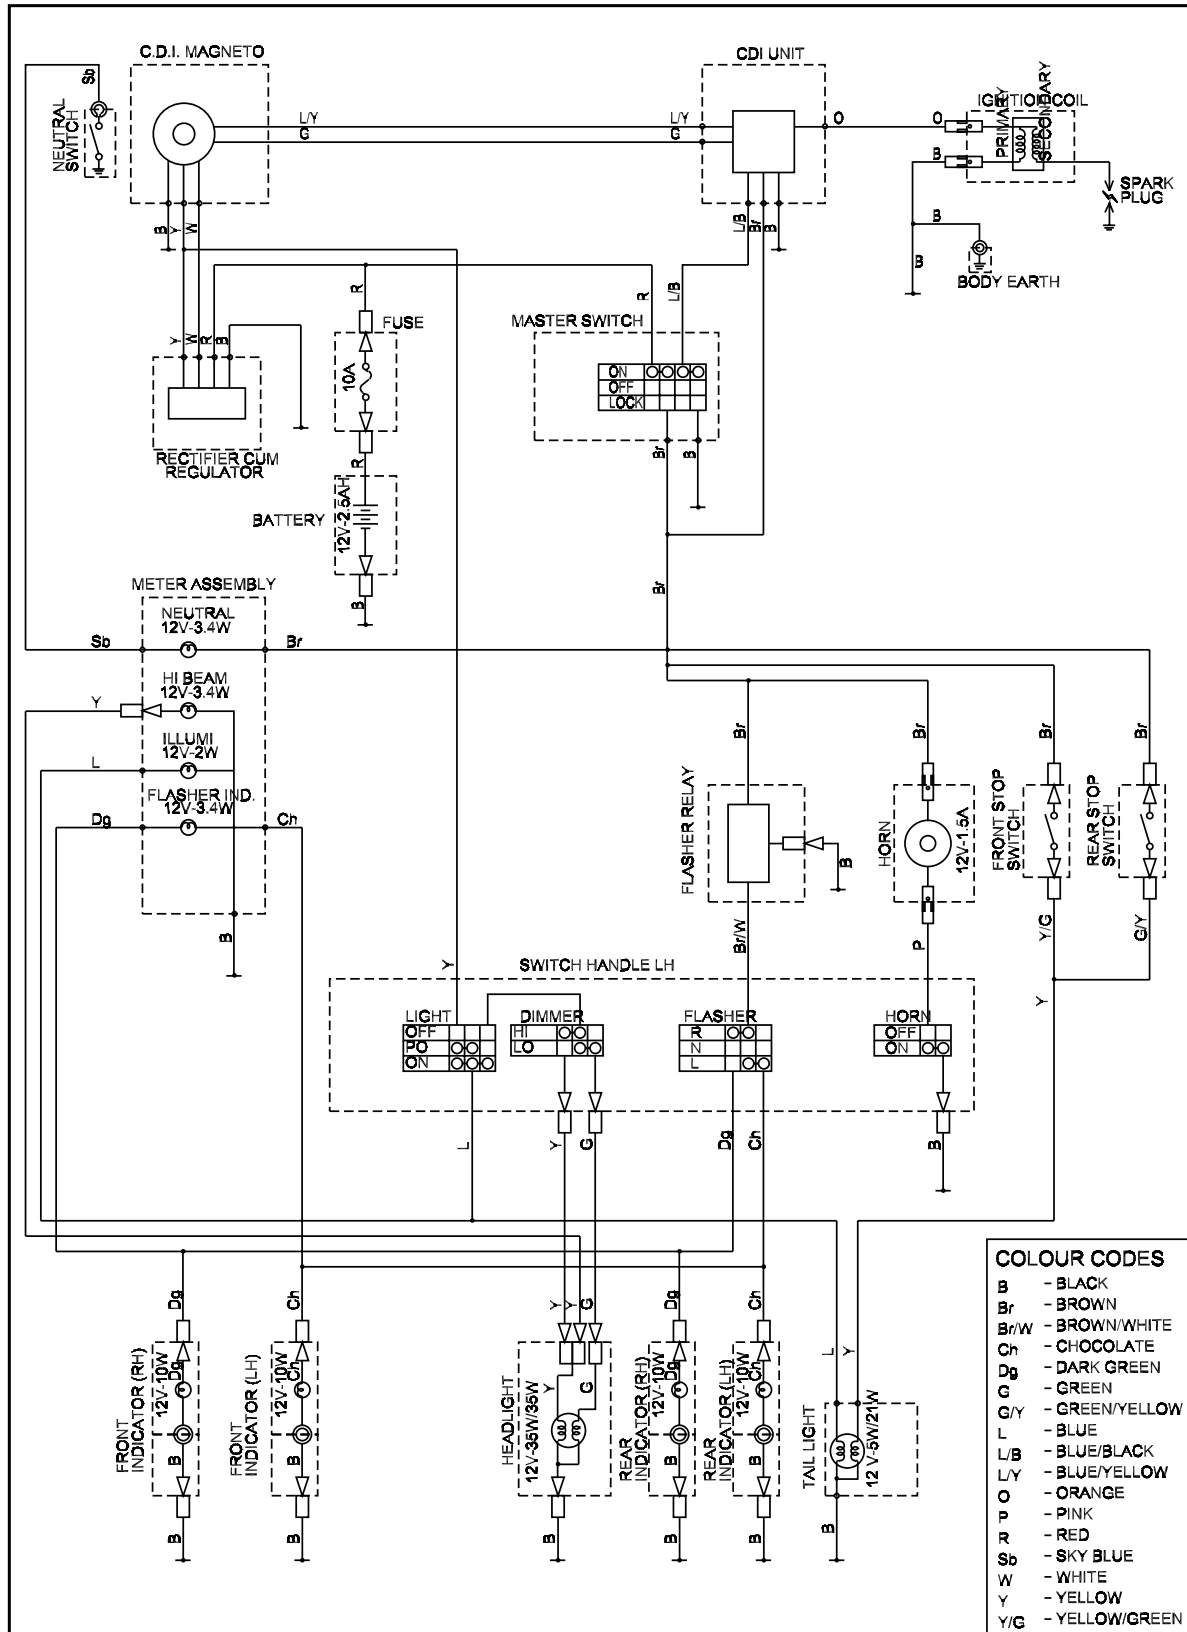 C.D.I. MAGNETO
CDI UNIT
Sb
NEUTRAL
SWITCH
L/Y
G
L/Y
G
O
O
IGNITION COIL
PRIMARY
SECONDARY
B
SPARK
PLUG
B
B
BODY EARTH
B
Y
W
L/B
Br
B
R
R
L/B
MASTER SWITCH
FUSE
10A
Y
W
R
B
ON
OFF
LOCK
RECTIFIER CUM
REGULATOR
R
Br
B
BATTERY
12V-2.5AH
B
Br
METER ASSEMBLY
NEUTRAL
12V-3.4W
Sb
Br
HI BEAM
12V-3.4W
Y
ILLUMI
12V-2W
L
FLASHER IND.
12V-3.4W
Dg
Ch
B
Br
Br
Br
Br
FLASHER RELAY
B
HORN
12V-1.5A
FRONT STOP
SWITCH
REAR STOP
SWITCH
Br/W
P
Y/G
G/Y
Y
Y
SWITCH HANDLE LH
LIGHT
OFF
PO
ON
DIMMER
HI
LO
FLASHER
R
N
L
HORN
OFF
ON
L
Y
G
Dg
Ch
B
Dg
Ch
Y
Y
G
Dg
Ch
L
Y
FRONT
INDICATOR (RH)
12V-10W
Dg
B
B
FRONT
INDICATOR (LH)
12V-10W
Ch
B
B
HEADLIGHT
12V-35W/35W
Y
G
B
REAR
INDICATOR (RH)
12V-10W
Dg
B
B
REAR
INDICATOR (LH)
12V-10W
Ch
B
B
TAIL LIGHT
12 V-5W/21W
B
COLOUR CODES
B - BLACK
Br - BROWN
Br/W - BROWN/WHITE
Ch - CHOCOLATE
Dg - DARK GREEN
G - GREEN
G/Y - GREEN/YELLOW
L - BLUE
L/B - BLUE/BLACK
L/Y - BLUE/YELLOW
O - ORANGE
P - PINK
R - RED
Sb - SKY BLUE
W - WHITE
Y - YELLOW
Y/G - YELLOW/GREEN